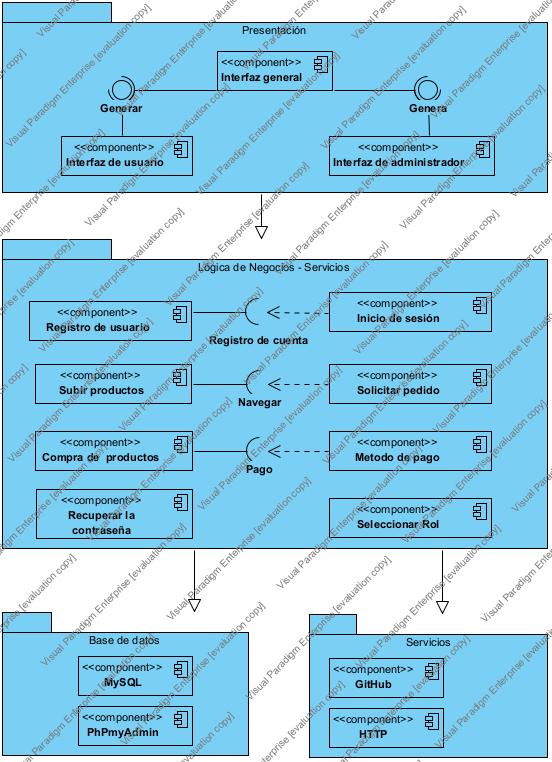 Presentación
<<component>>
Interfaz general
Generar
Genera
<<component>>
Interfaz de usuario
<<component>>
Interfaz de administrador
Lógica de Negocios - Servicios
<<component>>
Registro de usuario
<<component>>
Inicio de sesión
Registro de cuenta
<<component>>
Subir productos
<<component>>
Solicitar pedido
Navegar
<<component>>
Compra de productos
<<component>>
Metodo de pago
Pago
<<component>>
Recuperar la
contraseña
<<component>>
Seleccionar Rol
Base de datos
<<component>>
MySQL
<<component>>
PhPmyAdmin
Servicios
<<component>>
GitHub
<<component>>
HTTP
Visual Paradigm Enterprise [evaluation copy]